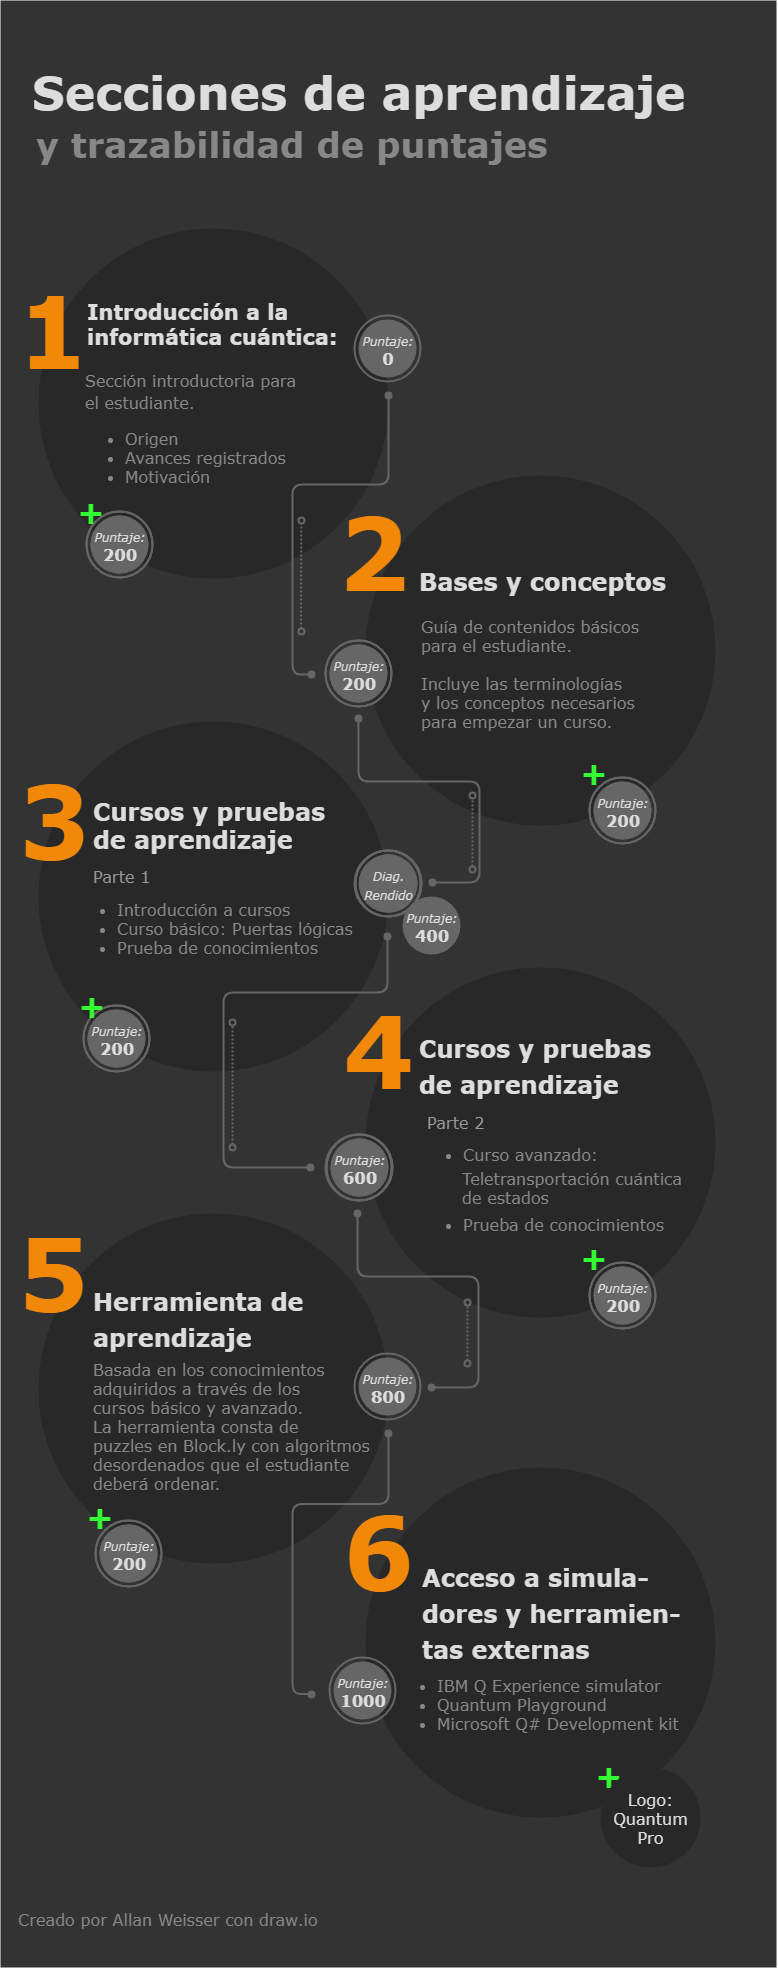 Secciones de aprendizaje
y trazabilidad de puntajes
1
Introducción a la
informática cuántica:
Puntaje:
0
Sección introductoria para
el estudiante.
• Origen
• Avances registrados
• Motivación
+
Puntaje:
200
2
Bases y conceptos
Guía de contenidos básicos
para el estudiante.
Incluye las terminologías
y los conceptos necesarios
para empezar un curso.
Puntaje:
200
+
Puntaje:
200
3
Cursos y pruebas
de aprendizaje
Parte 1
• Introducción a cursos
• Curso básico: Puertas lógicas
• Prueba de conocimientos
Diag.
Rendido
Puntaje:
400
+
Puntaje:
200
4
Cursos y pruebas
de aprendizaje
Parte 2
• Curso avanzado:
Teletransportación cuántica
de estados
• Prueba de conocimientos
Puntaje:
600
+
Puntaje:
200
5
Herramienta de
aprendizaje
Basada en los conocimientos
adquiridos a través de los
cursos básico y avanzado.
La herramienta consta de
puzzles en Block.ly con algoritmos
desordenados que el estudiante
deberá ordenar.
Puntaje:
800
+
Puntaje:
200
6
Acceso a simula-
dores y herramien-
tas externas
• IBM Q Experience simulator
• Quantum Playground
• Microsoft Q# Development kit
Puntaje:
1000
+
Logo:
Quantum
Pro
Creado por Allan Weisser con draw.io